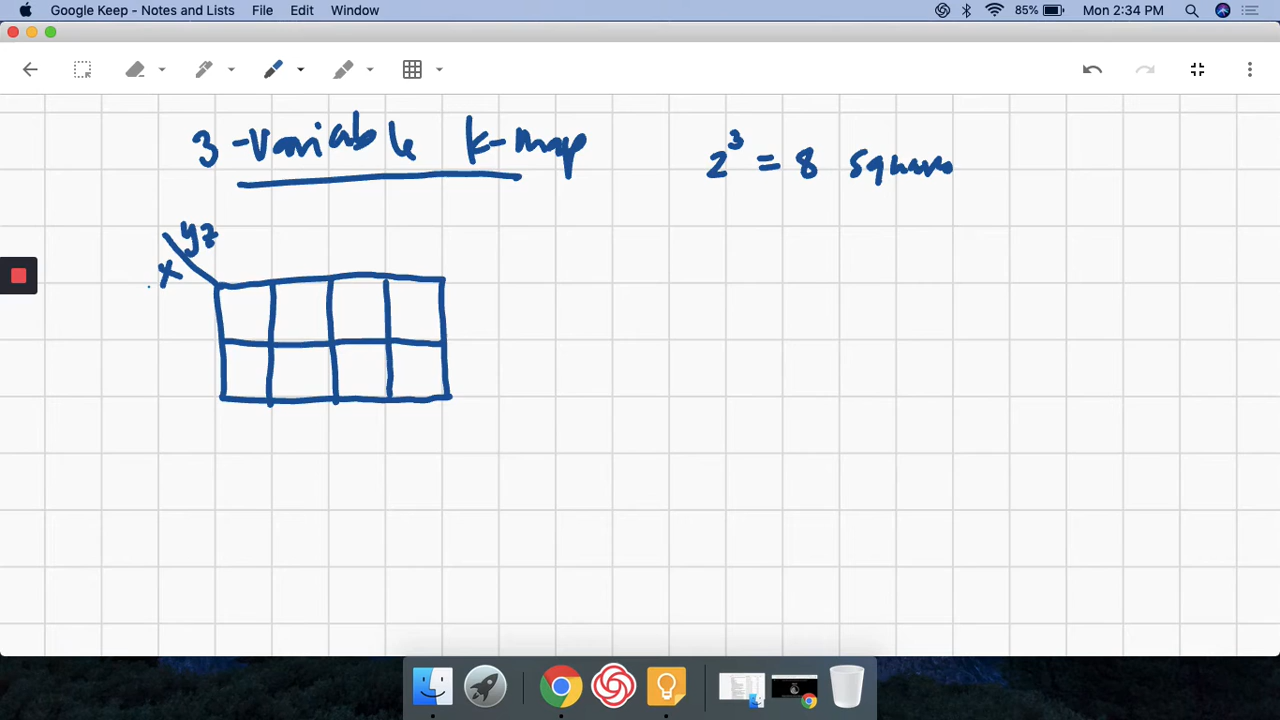 Google Keep - Notes and Lists File Edit Window 85% Mon 2:34 PM
3-Variable k-map
2³ = 8 squares
yz
x